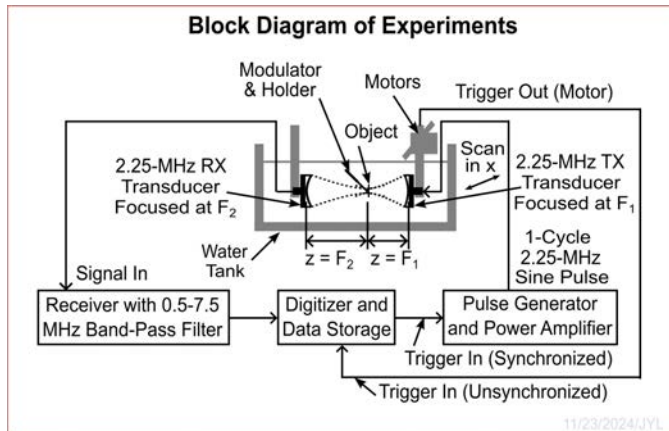 Block Diagram of Experiments
Modulator
& Holder
Motors
Trigger Out (Motor)
Object
Scan
in x
2.25-MHz RX
Transducer
Focused at F2
2.25-MHz TX
Transducer
Focused at F1
Water
Tank
z = F2
z = F1
1-Cycle
2.25-MHz
Sine Pulse
Signal In
Receiver with 0.5-7.5
MHz Band-Pass Filter
Digitizer and
Data Storage
Pulse Generator
and Power Amplifier
Trigger In (Synchronized)
Trigger In (Unsynchronized)
11/23/2024/JYL